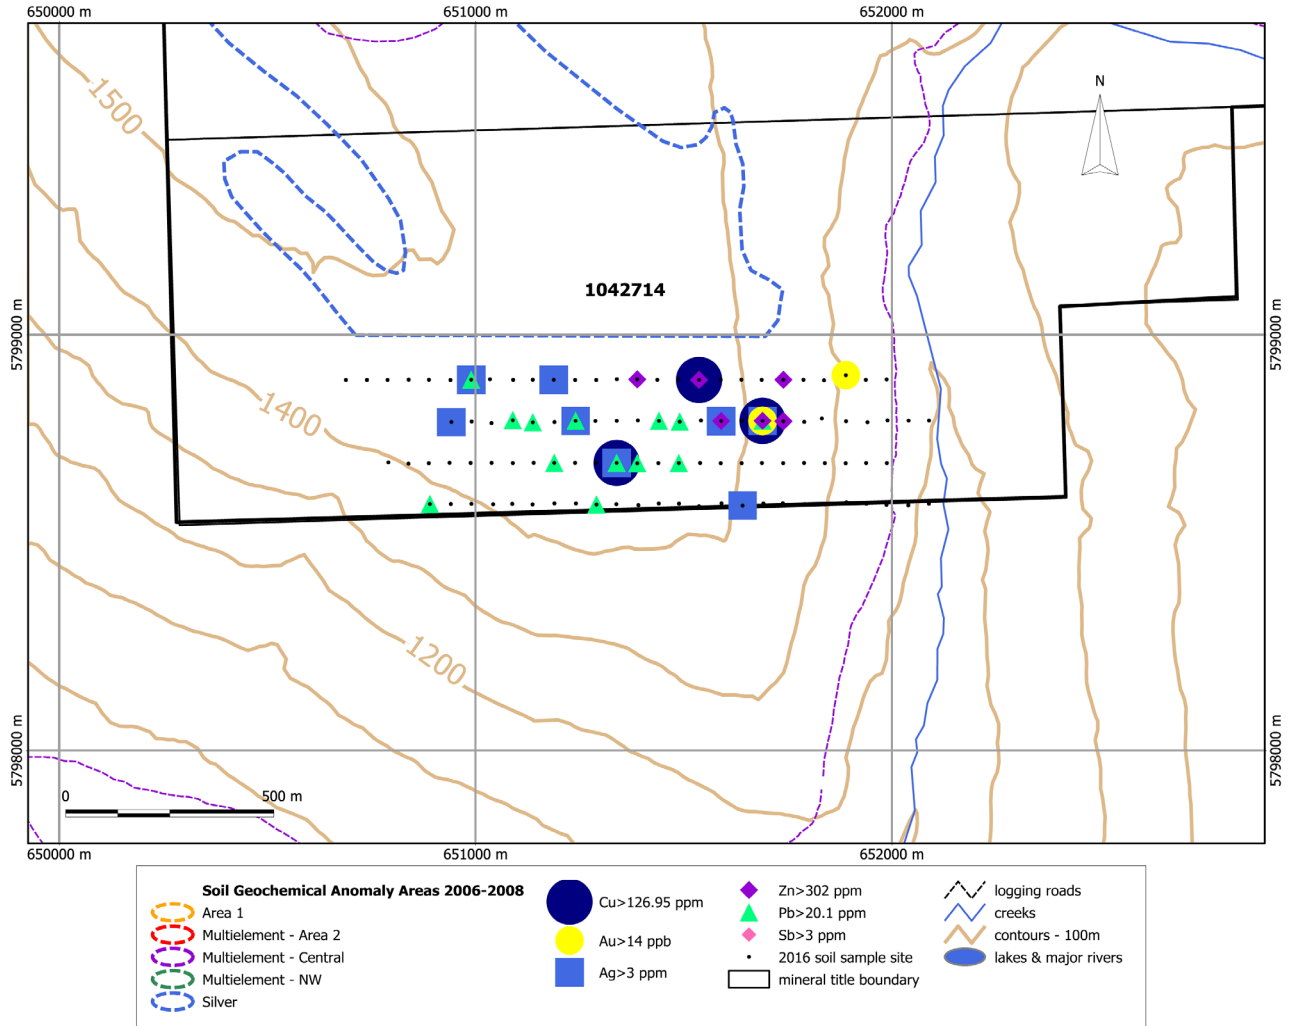 650000 m
651000 m
652000 m
1500
N
5799000 m
5799000 m
1042714
1400
1200
5798000 m
5798000 m
0
500 m
650000 m
651000 m
652000 m
Soil Geochemical Anomaly Areas 2006-2008
Area 1
Multielement - Area 2
Multielement - Central
Multielement - NW
Silver
Cu>126.95 ppm
Au>14 ppb
Ag>3 ppm
Zn>302 ppm
Pb>20.1 ppm
Sb>3 ppm
2016 soil sample site
mineral title boundary
logging roads
creeks
contours - 100m
lakes & major rivers